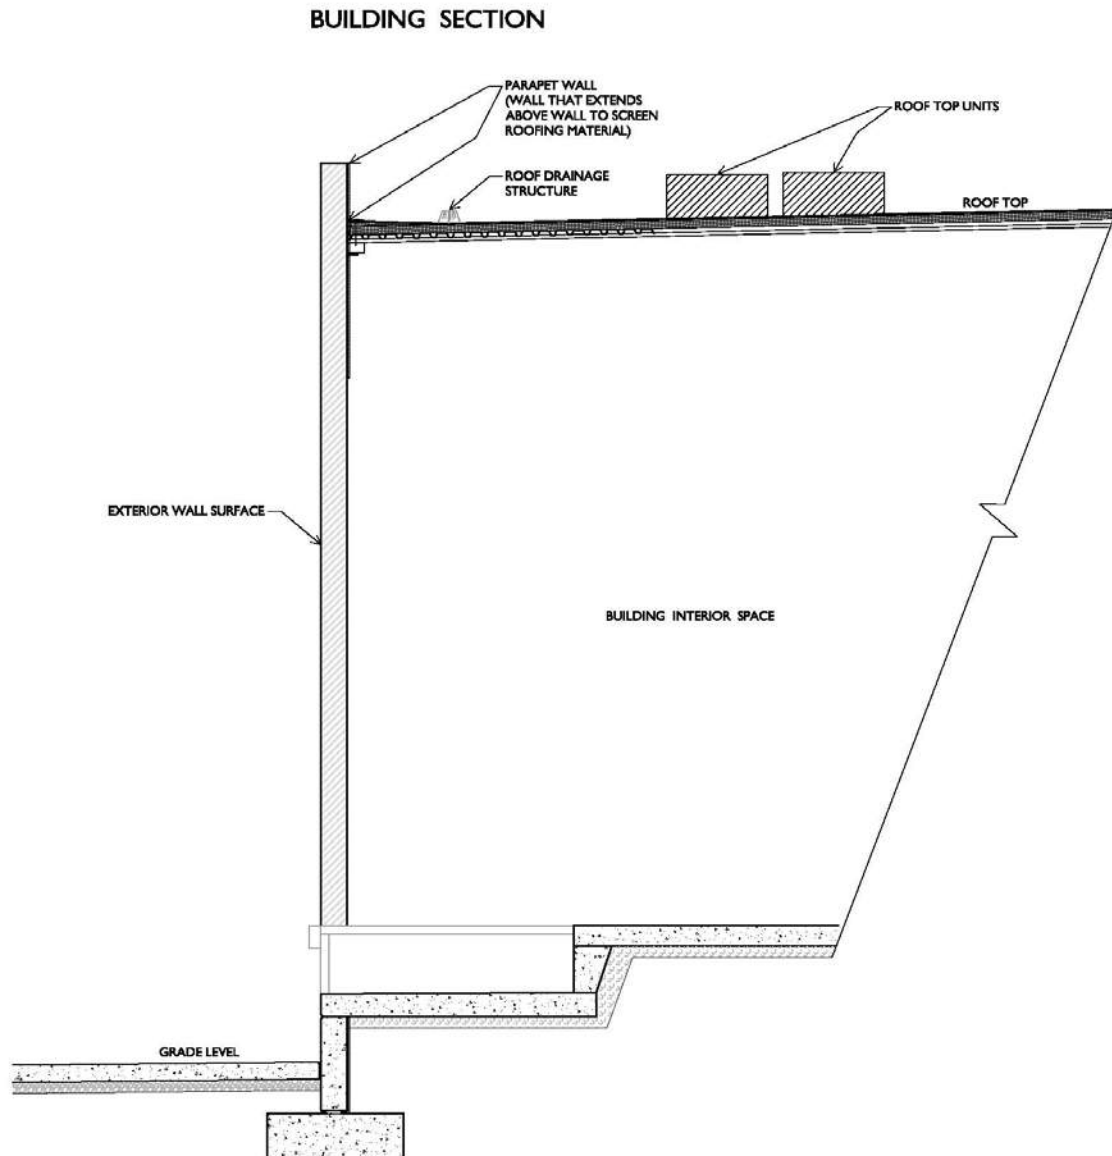 BUILDING SECTION
PARAPET WALL
(WALL THAT EXTENDS
ABOVE WALL TO SCREEN
ROOFING MATERIAL)
ROOF TOP UNITS
ROOF DRAINAGE
STRUCTURE
ROOF TOP
EXTERIOR WALL SURFACE
BUILDING INTERIOR SPACE
GRADE LEVEL